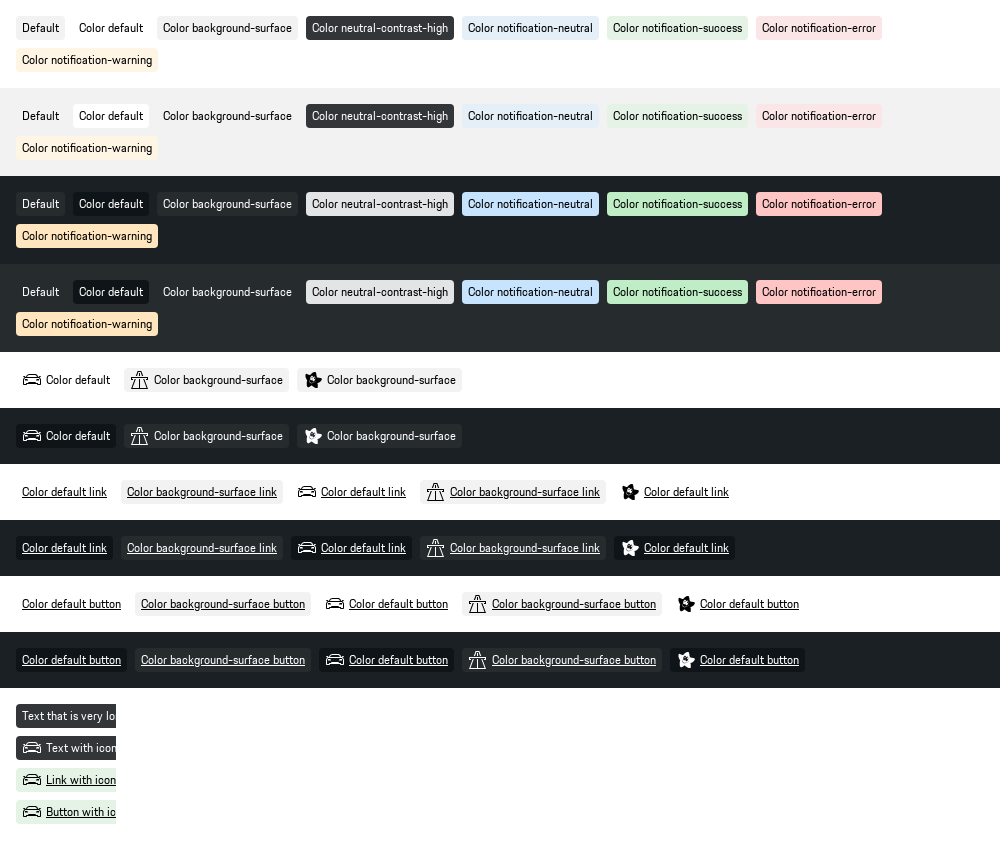 Default Color default Color background-surface Color neutral-contrast-high Color notification-neutral Color notification-success Color notification-error
Color notification-warning
Default Color default Color background-surface Color neutral-contrast-high Color notification-neutral Color notification-success Color notification-error
Color notification-warning
Default Color default Color background-surface Color neutral-contrast-high Color notification-neutral Color notification-success Color notification-error
Color notification-warning
Default Color default Color background-surface Color neutral-contrast-high Color notification-neutral Color notification-success Color notification-error
Color notification-warning
Color default Color background-surface Color background-surface
Color default Color background-surface Color background-surface
Color default link Color background-surface link Color default link Color background-surface link Color default link
Color default link Color background-surface link Color default link Color background-surface link Color default link
Color default button Color background-surface button Color default button Color background-surface button Color default button
Color default button Color background-surface button Color default button Color background-surface button Color default button
Text that is very lo
Text with icon
Link with icon
Button with ic